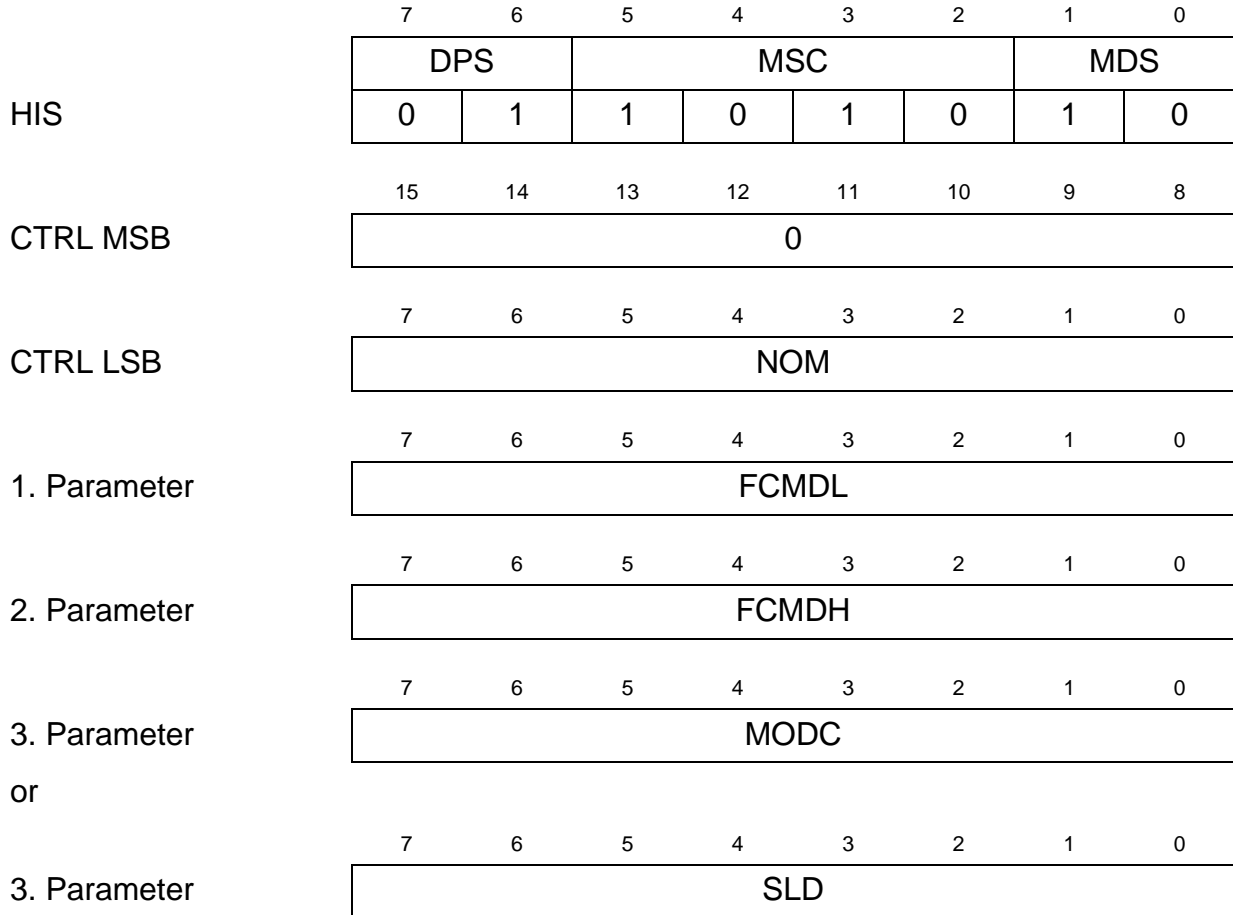 7 6 5 4 3 2 1 0
DPS MSC MDS
HIS 0 1 1 0 1 0 1 0
15 14 13 12 11 10 9 8
CTRL MSB 0
7 6 5 4 3 2 1 0
CTRL LSB NOM
7 6 5 4 3 2 1 0
1. Parameter FCMDL
7 6 5 4 3 2 1 0
2. Parameter FCMDH
7 6 5 4 3 2 1 0
3. Parameter MODC
or
7 6 5 4 3 2 1 0
3. Parameter SLD